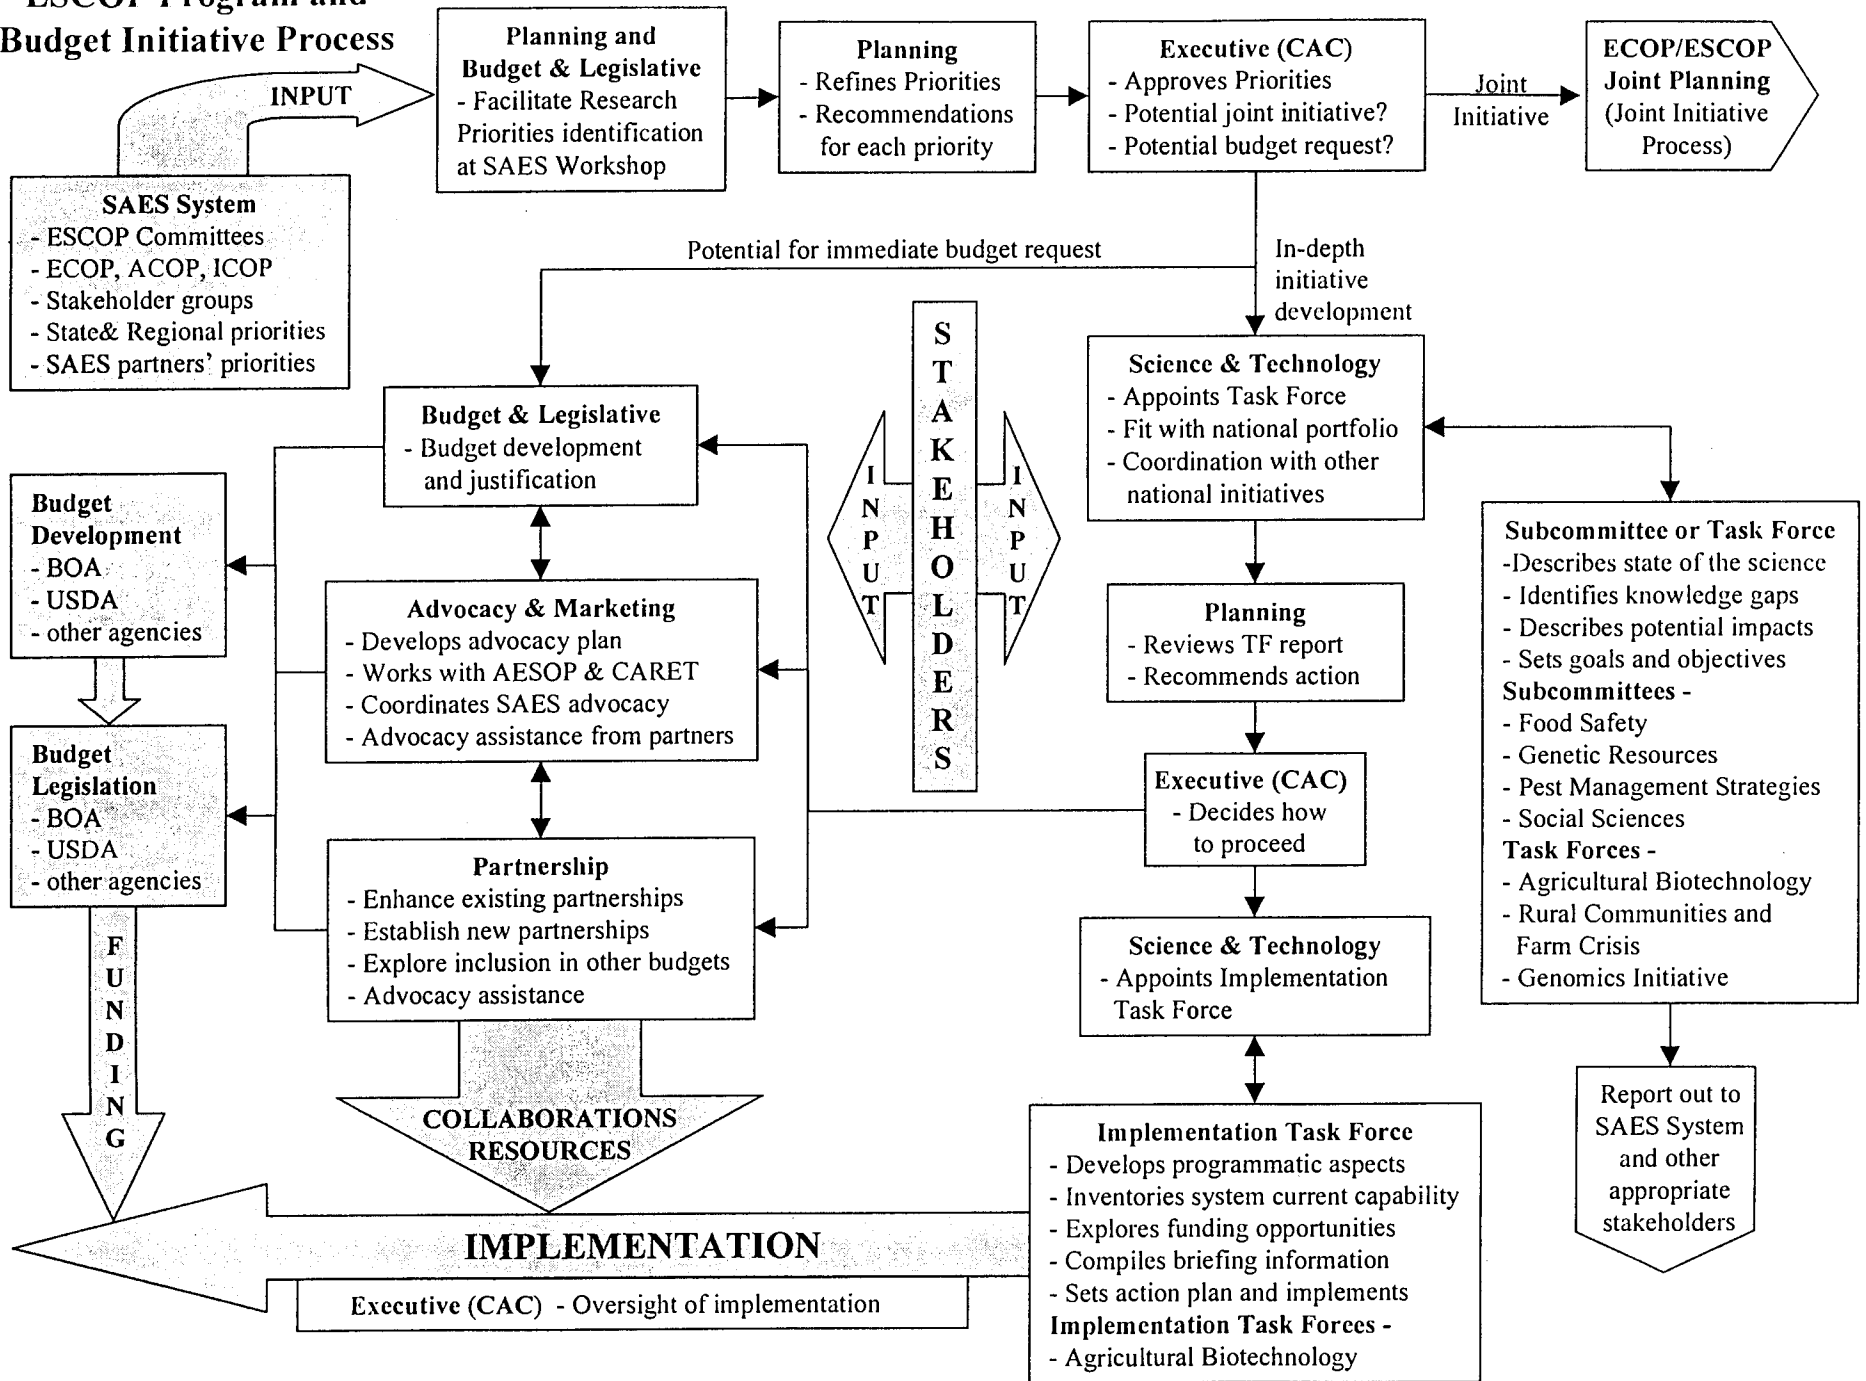 ESCOP Program and
Budget Initiative Process
INPUT
Planning and
Budget & Legislative
- Facilitate Research
Priorities identification
at SAES Workshop
Planning
- Refines Priorities
- Recommendations
for each priority
Executive (CAC)
- Approves Priorities
- Potential joint initiative?
- Potential budget request?
Joint
Initiative
ECOP/ESCOP
Joint Planning
(Joint Initiative
Process)
SAES System
- ESCOP Committees
- ECOP, ACOP, ICOP
- Stakeholder groups
- State& Regional priorities
- SAES partners' priorities
Potential for immediate budget request
In-depth
initiative
development
STAKEHOLDERS
INPUT
INPUT
Science & Technology
- Appoints Task Force
- Fit with national portfolio
- Coordination with other
national initiatives
Budget & Legislative
- Budget development
and justification
Budget
Development
- BOA
- USDA
- other agencies
Advocacy & Marketing
- Develops advocacy plan
- Works with AESOP & CARET
- Coordinates SAES advocacy
- Advocacy assistance from partners
Planning
- Reviews TF report
- Recommends action
Subcommittee or Task Force
-Describes state of the science
- Identifies knowledge gaps
- Describes potential impacts
- Sets goals and objectives
Subcommittees -
- Food Safety
- Genetic Resources
- Pest Management Strategies
- Social Sciences
Task Forces -
- Agricultural Biotechnology
- Rural Communities and
Farm Crisis
- Genomics Initiative
Budget
Legislation
- BOA
- USDA
- other agencies
Executive (CAC)
- Decides how
to proceed
Partnership
- Enhance existing partnerships
- Establish new partnerships
- Explore inclusion in other budgets
- Advocacy assistance
Science & Technology
- Appoints Implementation
Task Force
FUNDING
COLLABORATIONS
RESOURCES
Implementation Task Force
- Develops programmatic aspects
- Inventories system current capability
- Explores funding opportunities
- Compiles briefing information
- Sets action plan and implements
Implementation Task Forces -
- Agricultural Biotechnology
Report out to
SAES System
and other
appropriate
stakeholders
IMPLEMENTATION
Executive (CAC) - Oversight of implementation